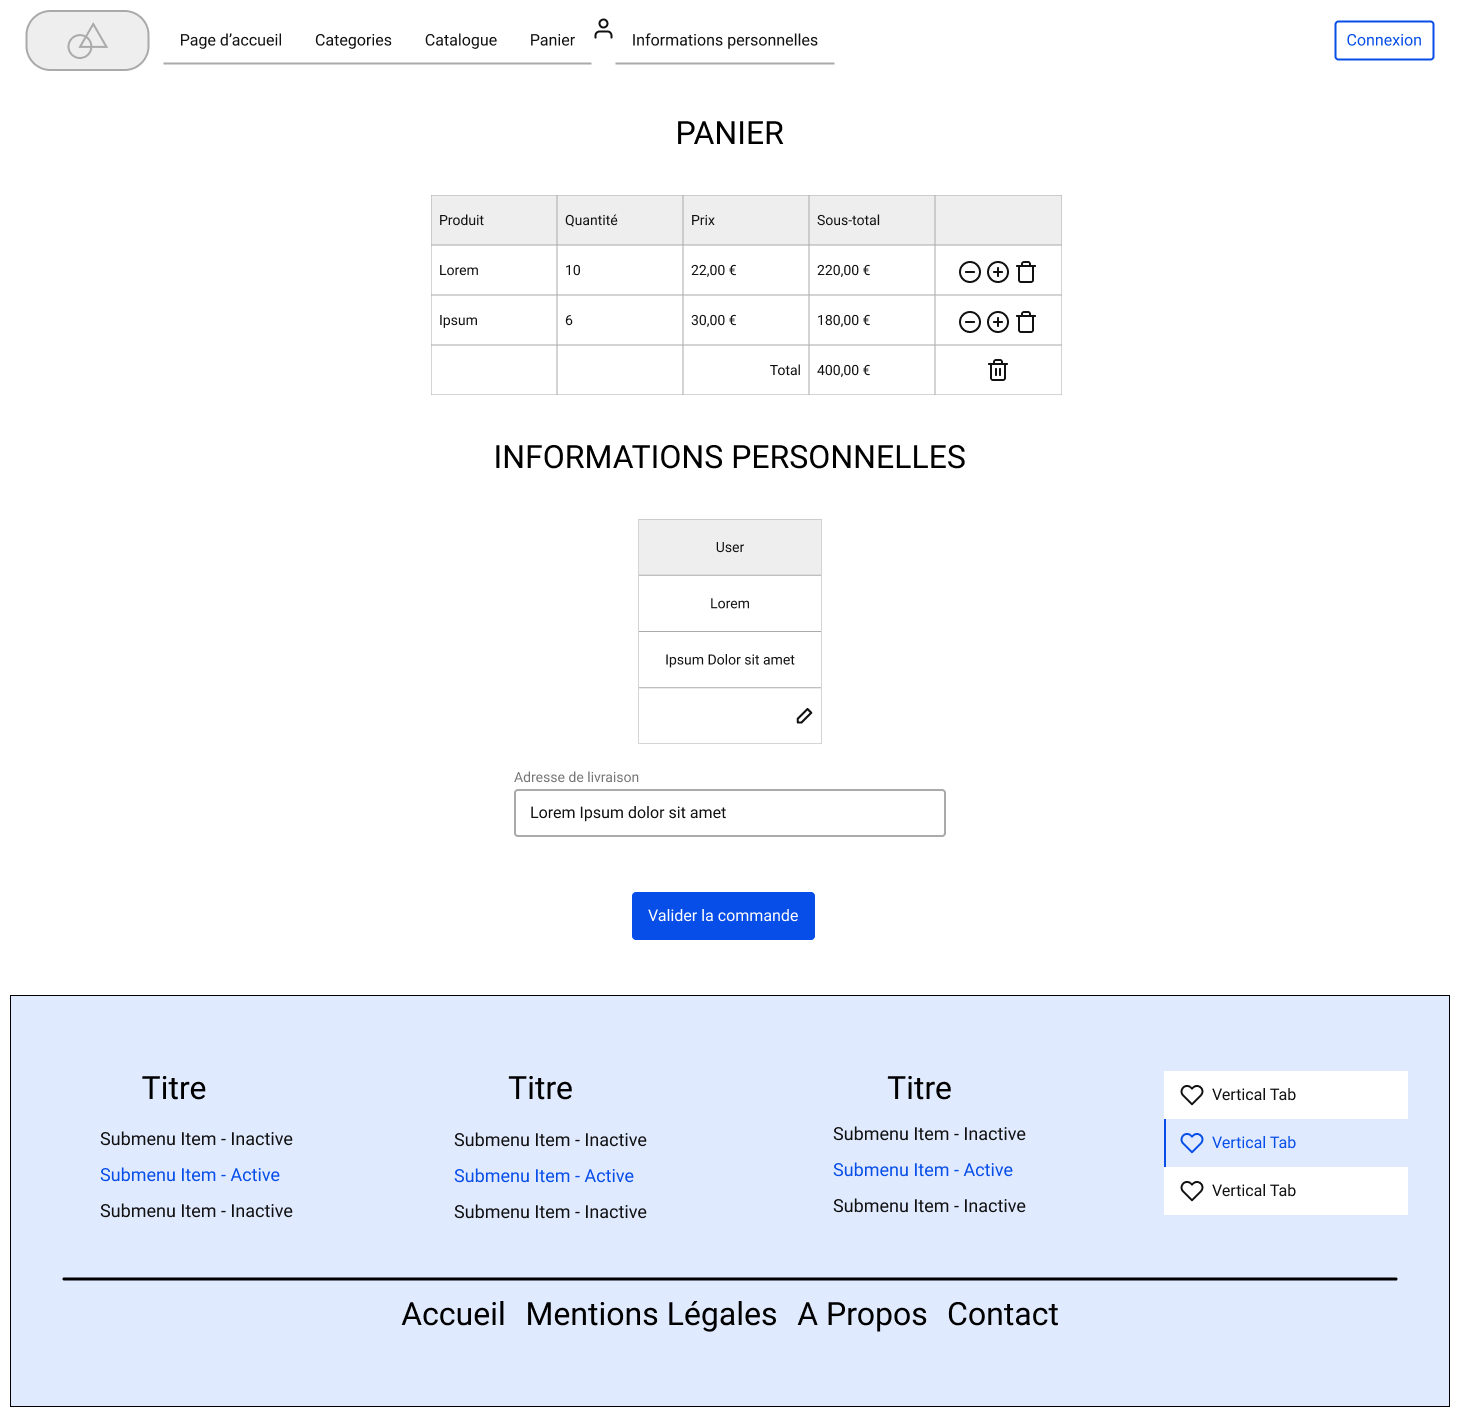 Page d’accueil Categories Catalogue Panier Informations personnelles Connexion
PANIER
Produit Quantité Prix Sous-total
Lorem 10 22,00 € 220,00 €
Ipsum 6 30,00 € 180,00 €
Total 400,00 €
INFORMATIONS PERSONNELLES
User
Lorem
Ipsum Dolor sit amet
Adresse de livraison
Lorem Ipsum dolor sit amet
Valider la commande
Titre
Submenu Item - Inactive
Submenu Item - Active
Submenu Item - Inactive
Titre
Submenu Item - Inactive
Submenu Item - Active
Submenu Item - Inactive
Titre
Submenu Item - Inactive
Submenu Item - Active
Submenu Item - Inactive
Vertical Tab
Vertical Tab
Vertical Tab
Accueil Mentions Légales A Propos Contact